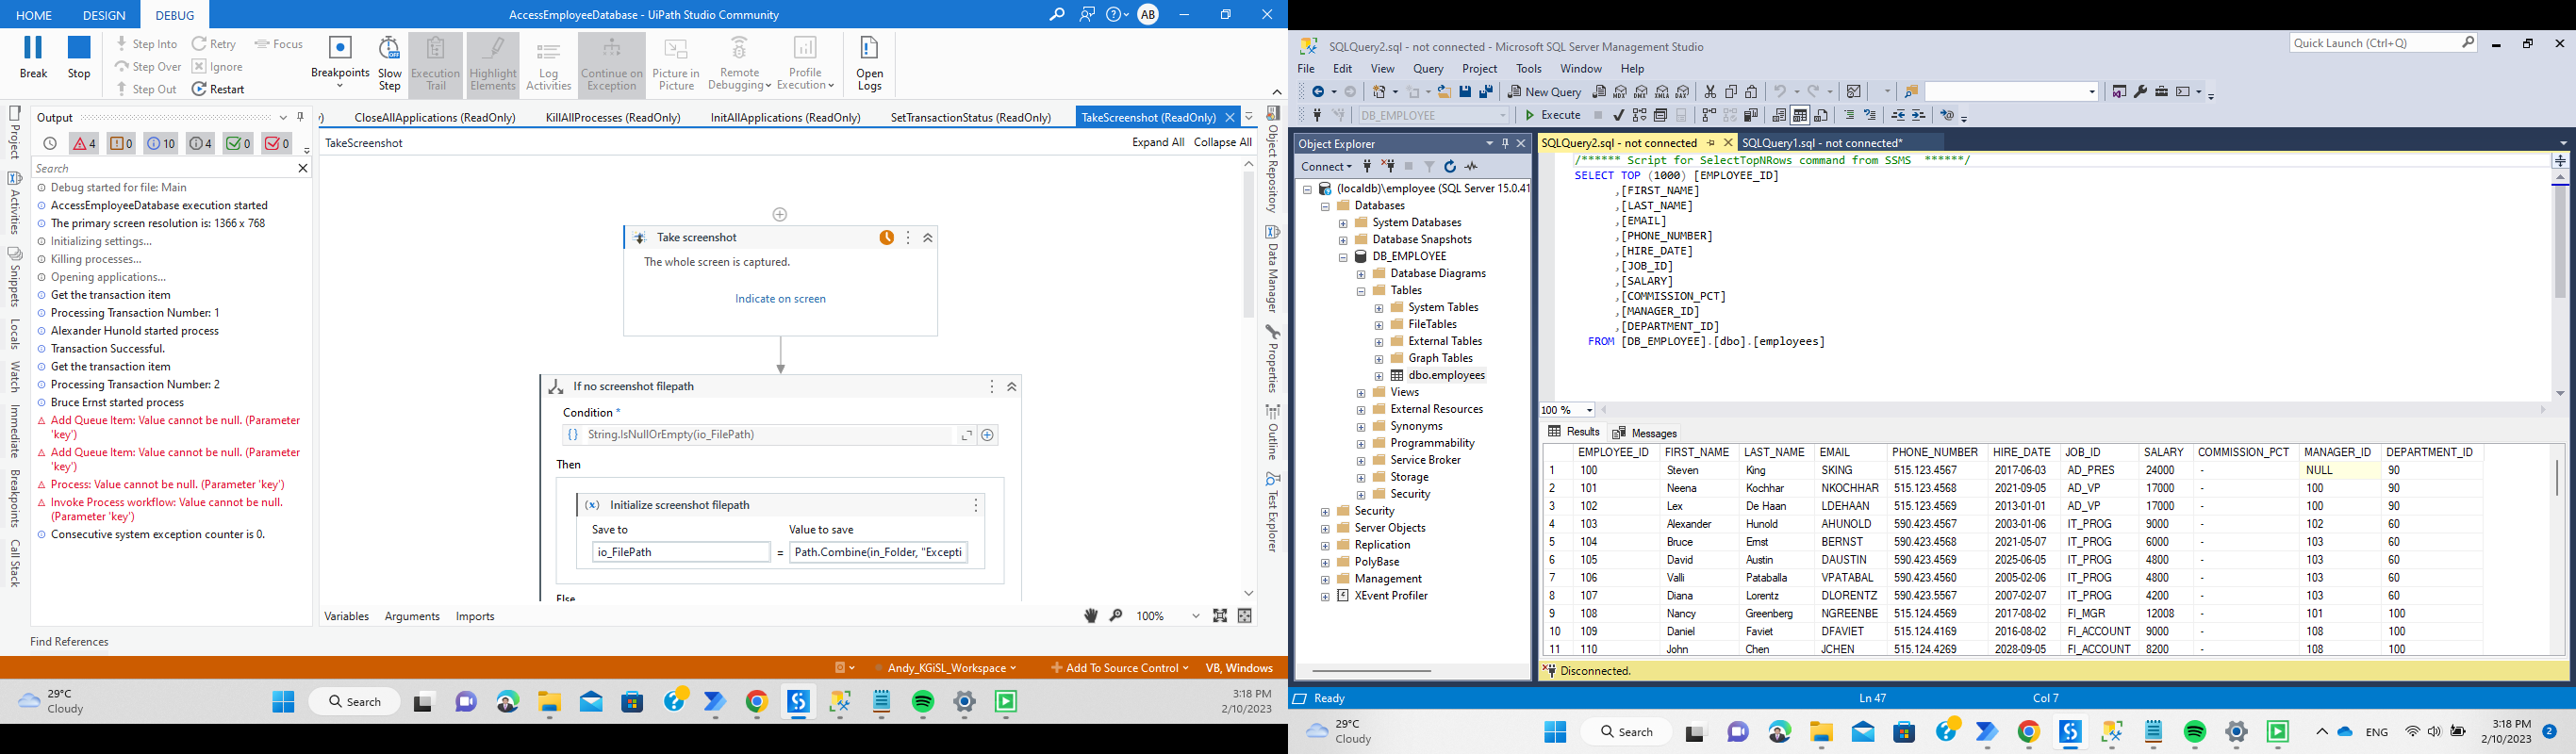 HOME DESIGN DEBUG AccessEmployeeDatabase - UiPath Studio Community AB
Break Stop
Step Into Retry Focus
Step Over Ignore
Step Out Restart
Breakpoints
Slow Step
Execution Trail
Highlight Elements
Log Activities
Continue on Exception
Picture in Picture
Remote Debugging
Profile Execution
Open Logs
Project
Activities
Snippets
Locals
Watch
Immediate
Breakpoints
Call Stack
Output
4 0 10 4 0 0
Search
Debug started for file: Main
AccessEmployeeDatabase execution started
The primary screen resolution is: 1366 x 768
Initializing settings...
Killing processes...
Opening applications...
Get the transaction item
Processing Transaction Number: 1
Alexander Hunold started process
Transaction Successful.
Get the transaction item
Processing Transaction Number: 2
Bruce Ernst started process
Add Queue Item: Value cannot be null. (Parameter
'key')
Add Queue Item: Value cannot be null. (Parameter
'key')
Process: Value cannot be null. (Parameter 'key')
Invoke Process workflow: Value cannot be null.
(Parameter 'key')
Consecutive system exception counter is 0.
Find References
CloseAllApplications (ReadOnly) KillAllProcesses (ReadOnly) InitAllApplications (ReadOnly) SetTransactionStatus (ReadOnly) TakeScreenshot (ReadOnly)
TakeScreenshot Expand All Collapse All
Take screenshot
The whole screen is captured.
Indicate on screen
If no screenshot filepath
Condition *
String.IsNullOrEmpty(io_FilePath)
Then
Initialize screenshot filepath
Save to Value to save
io_FilePath = Path.Combine(in_Folder, "Excepti
Else
Variables Arguments Imports 100%
Object Repository
Data Manager
Properties
Outline
Test Explorer
Andy_KGiSL_Workspace Add To Source Control VB, Windows
29°C
Cloudy
Search
3:18 PM
2/10/2023
SQLQuery2.sql - not connected - Microsoft SQL Server Management Studio Quick Launch (Ctrl+Q)
File Edit View Query Project Tools Window Help
New Query
DB_EMPLOYEE Execute
Object Explorer
Connect
(localdb)\employee (SQL Server 15.0.41
Databases
System Databases
Database Snapshots
DB_EMPLOYEE
Database Diagrams
Tables
System Tables
FileTables
External Tables
Graph Tables
dbo.employees
Views
External Resources
Synonyms
Programmability
Service Broker
Storage
Security
Security
Server Objects
Replication
PolyBase
Management
XEvent Profiler
SQLQuery2.sql - not connected SQLQuery1.sql - not connected*
/****** Script for SelectTopNRows command from SSMS ******/
SELECT TOP (1000) [EMPLOYEE_ID]
,[FIRST_NAME]
,[LAST_NAME]
,[EMAIL]
,[PHONE_NUMBER]
,[HIRE_DATE]
,[JOB_ID]
,[SALARY]
,[COMMISSION_PCT]
,[MANAGER_ID]
,[DEPARTMENT_ID]
FROM [DB_EMPLOYEE].[dbo].[employees]
100 %
Results Messages
EMPLOYEE_ID FIRST_NAME LAST_NAME EMAIL PHONE_NUMBER HIRE_DATE JOB_ID SALARY COMMISSION_PCT MANAGER_ID DEPARTMENT_ID
1 100 Steven King SKING 515.123.4567 2017-06-03 AD_PRES 24000 - NULL 90
2 101 Neena Kochhar NKOCHHAR 515.123.4568 2021-09-05 AD_VP 17000 - 100 90
3 102 Lex De Haan LDEHAAN 515.123.4569 2013-01-01 AD_VP 17000 - 100 90
4 103 Alexander Hunold AHUNOLD 590.423.4567 2003-01-06 IT_PROG 9000 - 102 60
5 104 Bruce Ernst BERNST 590.423.4568 2021-05-07 IT_PROG 6000 - 103 60
6 105 David Austin DAUSTIN 590.423.4569 2025-06-05 IT_PROG 4800 - 103 60
7 106 Valli Pataballa VPATABAL 590.423.4560 2005-02-06 IT_PROG 4800 - 103 60
8 107 Diana Lorentz DLORENTZ 590.423.5567 2007-02-07 IT_PROG 4200 - 103 60
9 108 Nancy Greenberg NGREENBE 515.124.4569 2017-08-02 FI_MGR 12008 - 101 100
10 109 Daniel Faviet DFAVIET 515.124.4169 2016-08-02 FI_ACCOUNT 9000 - 108 100
11 110 John Chen JCHEN 515.124.4269 2028-09-05 FI_ACCOUNT 8200 - 108 100
Disconnected.
Ready Ln 47 Col 7
29°C
Cloudy
Search
ENG
3:18 PM
2/10/2023
2